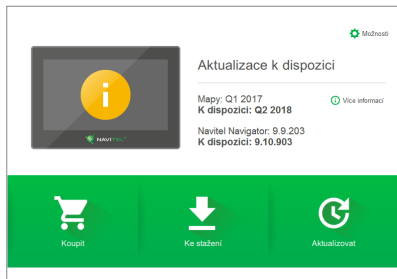 Možnosti
Aktualizace k dispozici
Mapy: Q1 2017
K dispozici: Q2 2018
Více informací
Navitel Navigator: 9.9.203
K dispozici: 9.10.903
NAVITEL
Koupit
Ke stažení
Aktualizovat